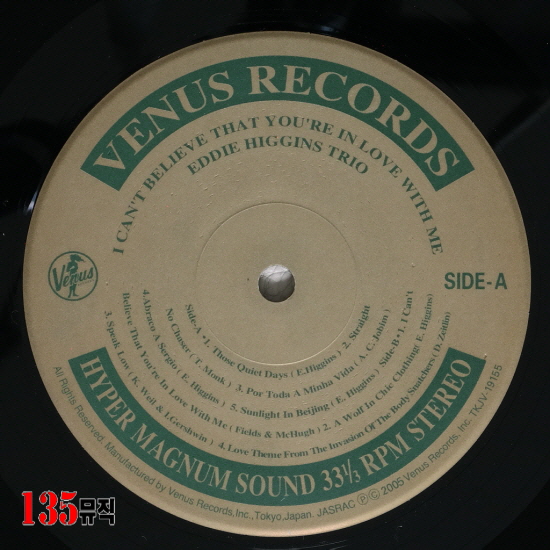 VENUS RECORDS
I CAN'T BELIEVE THAT YOU'RE IN LOVE WITH ME
EDDIE HIGGINS TRIO
Venus
SIDE-A
Side-A • 1. Those Quiet Days (E.Higgins) 2. Straight
No Chaser (T. Monk) 3. Por Toda A Minha Vida (A. C. Jobim)
4.Abraco A Sergio (E. Higgins) 5. Sunlight In Beijing (E. Higgins) Side-B • 1. I Can't
Believe That You're In Love With Me (Fields & McHugh) 2. A Wolf In Chic Clothing( E. Higgins)
3. Speak Low ( K. Weil & I.Gershwin ) 4. Love Theme From The Invasion Of The Body Snatchers ( D. Zeitlin)
HYPER MAGNUM SOUND 33⅓ RPM STEREO
All Rights Reserved. Manufactured by Venus Records,Inc.,Tokyo,Japan. JASRAC ℗© 2005 Venus Records, Inc. TKJV-19155
135뮤직